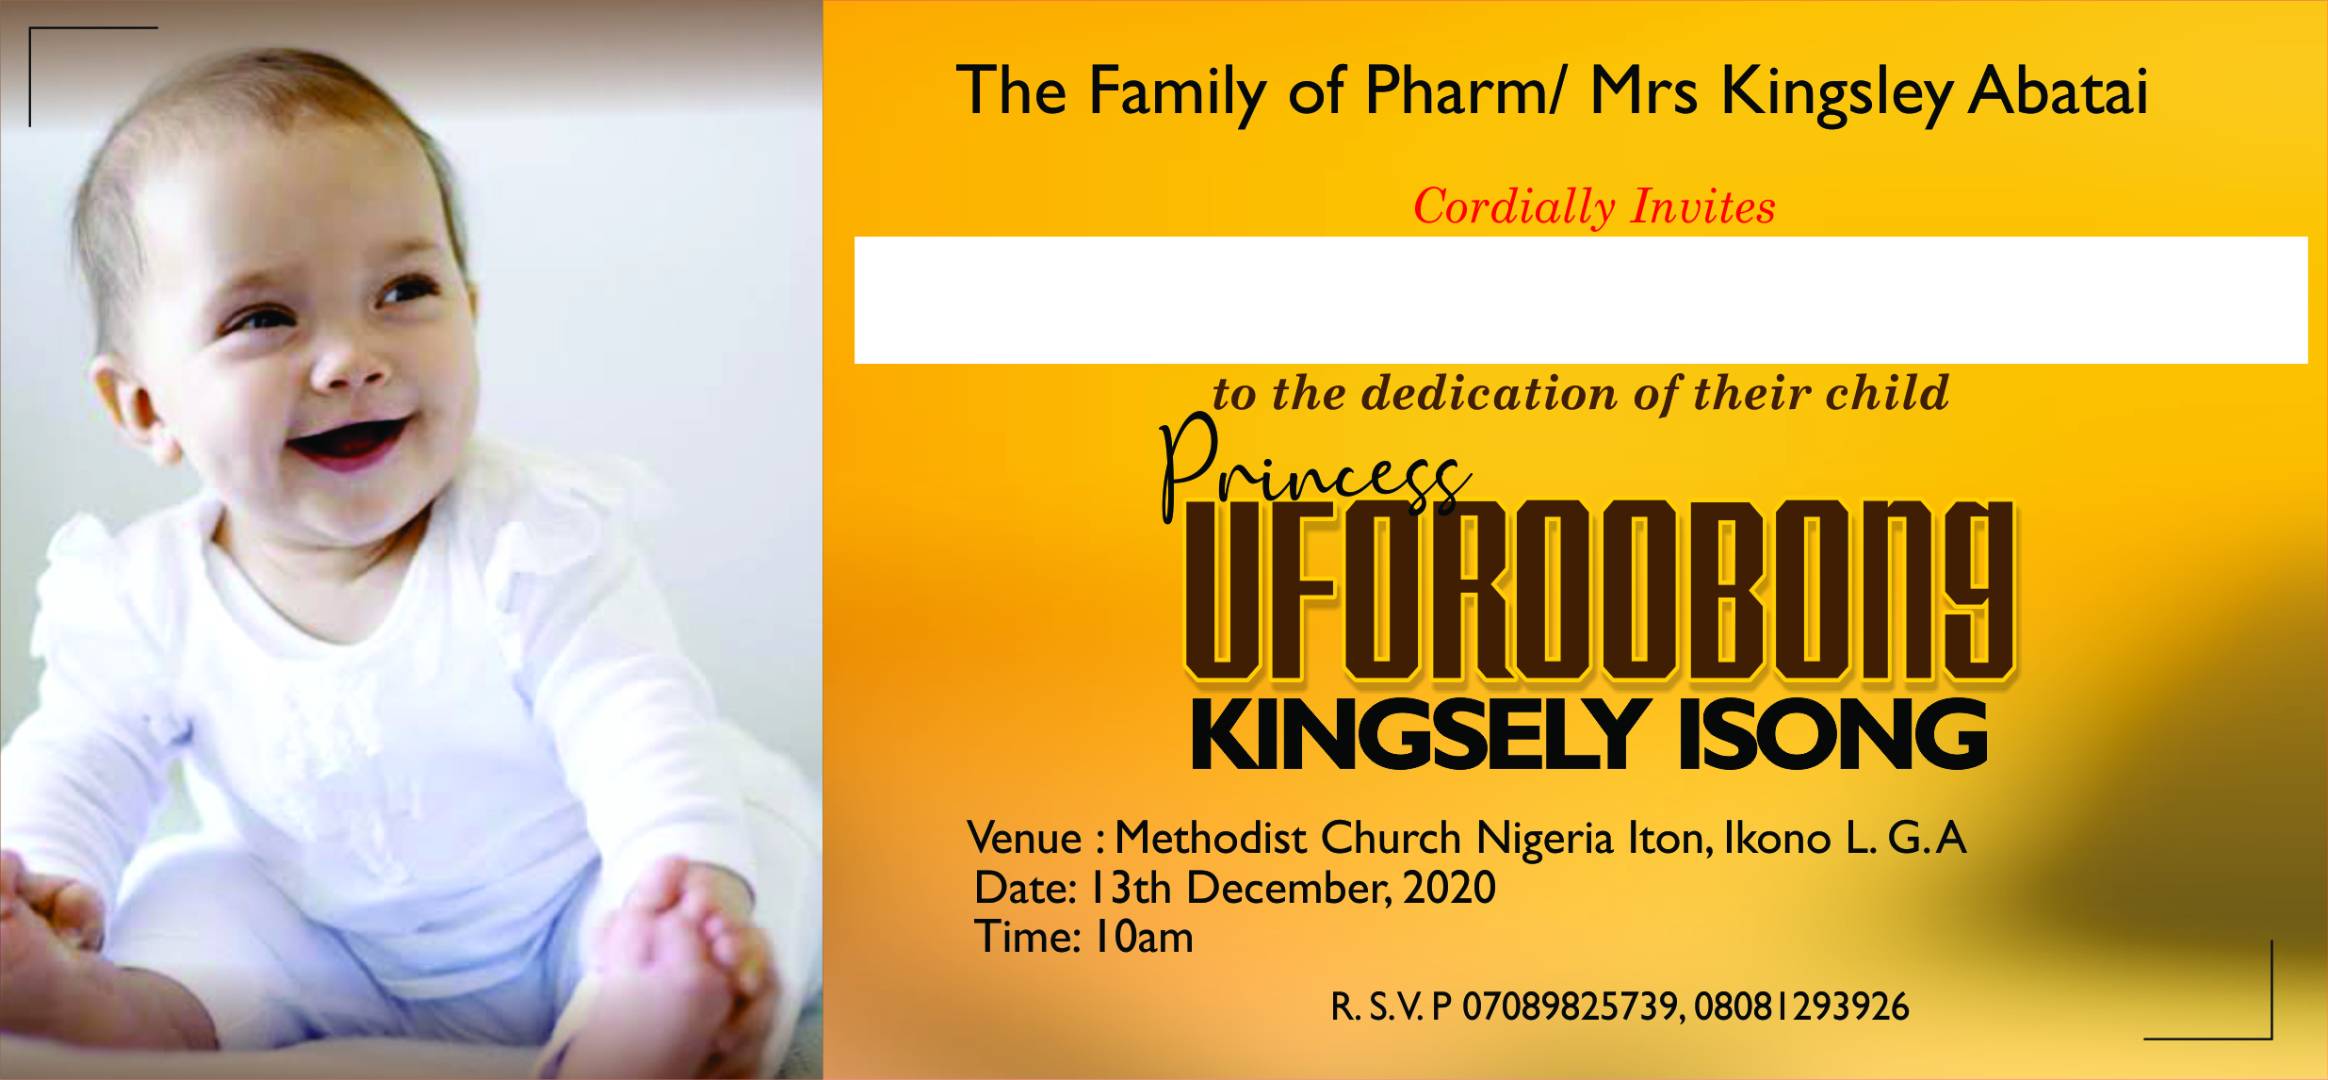 The Family of Pharm/ Mrs Kingsley Abatai
Cordially Invites
to the dedication of their child
Princess
UFOROOBONg
KINGSELY ISONG
Venue : Methodist Church Nigeria Iton, Ikono L. G. A
Date: 13th December, 2020
Time: 10am
R. S. V. P 07089825739, 08081293926